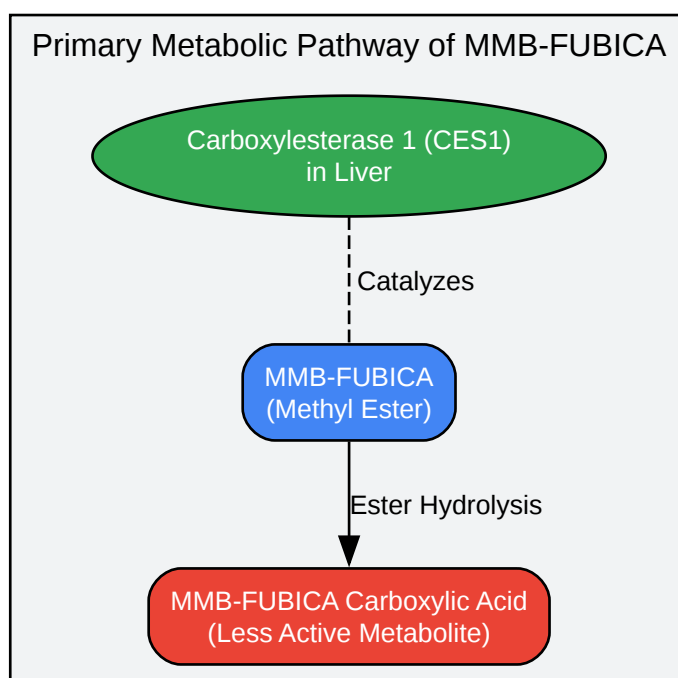 Primary Metabolic Pathway of MMB-FUBICA
Carboxylesterase 1 (CES1)
in Liver
Catalyzes
MMB-FUBICA
(Methyl Ester)
Ester Hydrolysis
MMB-FUBICA Carboxylic Acid
(Less Active Metabolite)